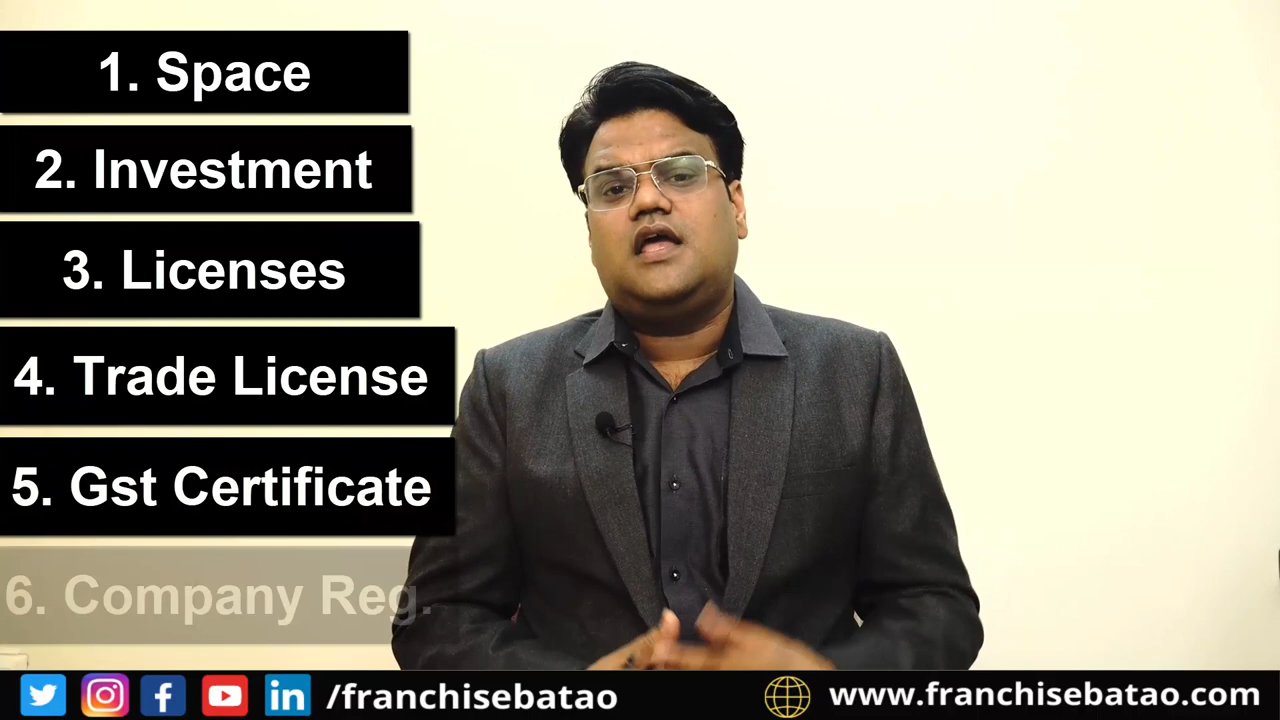 1. Space
2. Investment
3. Licenses
4. Trade License
5. Gst Certificate
6. Company Reg.
/franchisebatao
www.franchisebatao.com